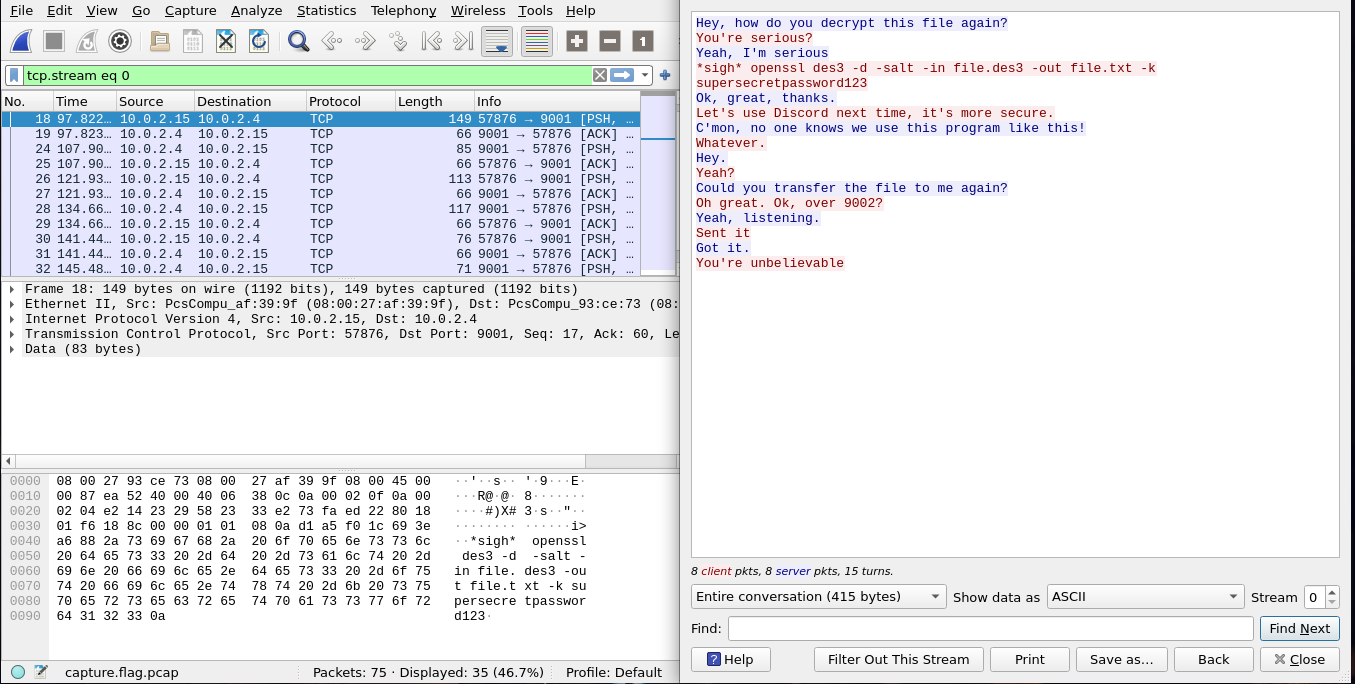 File Edit View Go Capture Analyze Statistics Telephony Wireless Tools Help
tcp.stream eq 0
No. Time Source Destination Protocol Length Info
18 97.822… 10.0.2.15 10.0.2.4 TCP 149 57876 → 9001 [PSH, …
19 97.823… 10.0.2.4 10.0.2.15 TCP 66 9001 → 57876 [ACK] …
24 107.90… 10.0.2.4 10.0.2.15 TCP 85 9001 → 57876 [PSH, …
25 107.90… 10.0.2.15 10.0.2.4 TCP 66 57876 → 9001 [ACK] …
26 121.93… 10.0.2.15 10.0.2.4 TCP 113 57876 → 9001 [PSH, …
27 121.93… 10.0.2.4 10.0.2.15 TCP 66 9001 → 57876 [ACK] …
28 134.66… 10.0.2.4 10.0.2.15 TCP 117 9001 → 57876 [PSH, …
29 134.66… 10.0.2.15 10.0.2.4 TCP 66 57876 → 9001 [ACK] …
30 141.44… 10.0.2.15 10.0.2.4 TCP 76 57876 → 9001 [PSH, …
31 141.44… 10.0.2.4 10.0.2.15 TCP 66 9001 → 57876 [ACK] …
32 145.48… 10.0.2.4 10.0.2.15 TCP 71 9001 → 57876 [PSH, …
Frame 18: 149 bytes on wire (1192 bits), 149 bytes captured (1192 bits)
Ethernet II, Src: PcsCompu_af:39:9f (08:00:27:af:39:9f), Dst: PcsCompu_93:ce:73 (08:
Internet Protocol Version 4, Src: 10.0.2.15, Dst: 10.0.2.4
Transmission Control Protocol, Src Port: 57876, Dst Port: 9001, Seq: 17, Ack: 60, Le
Data (83 bytes)
0000 08 00 27 93 ce 73 08 00 27 af 39 9f 08 00 45 00 ··'··s·· '·9···E·
0010 00 87 ea 52 40 00 40 06 38 0c 0a 00 02 0f 0a 00 ···R@·@· 8·······
0020 02 04 e2 14 23 29 58 23 33 e2 73 fa ed 22 80 18 ····#)X# 3·s··"··
0030 01 f6 18 8c 00 00 01 01 08 0a d1 a5 f0 1c 69 3e ········ ······i>
0040 a6 88 2a 73 69 67 68 2a 20 6f 70 65 6e 73 73 6c ··*sigh* openssl
0050 20 64 65 73 33 20 2d 64 20 2d 73 61 6c 74 20 2d des3 -d -salt -
0060 69 6e 20 66 69 6c 65 2e 64 65 73 33 20 2d 6f 75 in file. des3 -ou
0070 74 20 66 69 6c 65 2e 74 78 74 20 2d 6b 20 73 75 t file.t xt -k su
0080 70 65 72 73 65 63 72 65 74 70 61 73 73 77 6f 72 persecre tpasswor
0090 64 31 32 33 0a d123·
capture.flag.pcap Packets: 75 · Displayed: 35 (46.7%) Profile: Default
Hey, how do you decrypt this file again?
You're serious?
Yeah, I'm serious
*sigh* openssl des3 -d -salt -in file.des3 -out file.txt -k
supersecretpassword123
Ok, great, thanks.
Let's use Discord next time, it's more secure.
C'mon, no one knows we use this program like this!
Whatever.
Hey.
Yeah?
Could you transfer the file to me again?
Oh great. Ok, over 9002?
Yeah, listening.
Sent it
Got it.
You're unbelievable
8 client pkts, 8 server pkts, 15 turns.
Entire conversation (415 bytes) Show data as ASCII Stream 0
Find: Find Next
Help Filter Out This Stream Print Save as… Back Close